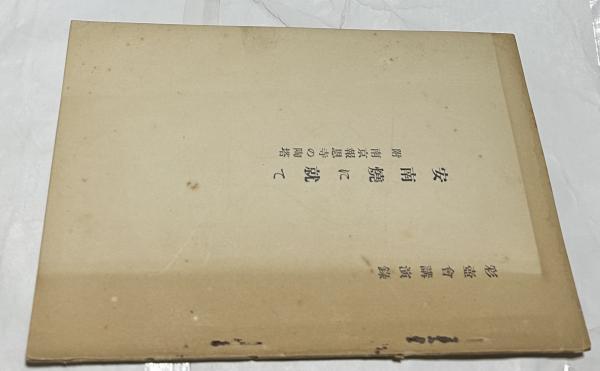 彩壺會講演錄
安南燒に就て
附 南京報恩寺の陶塔